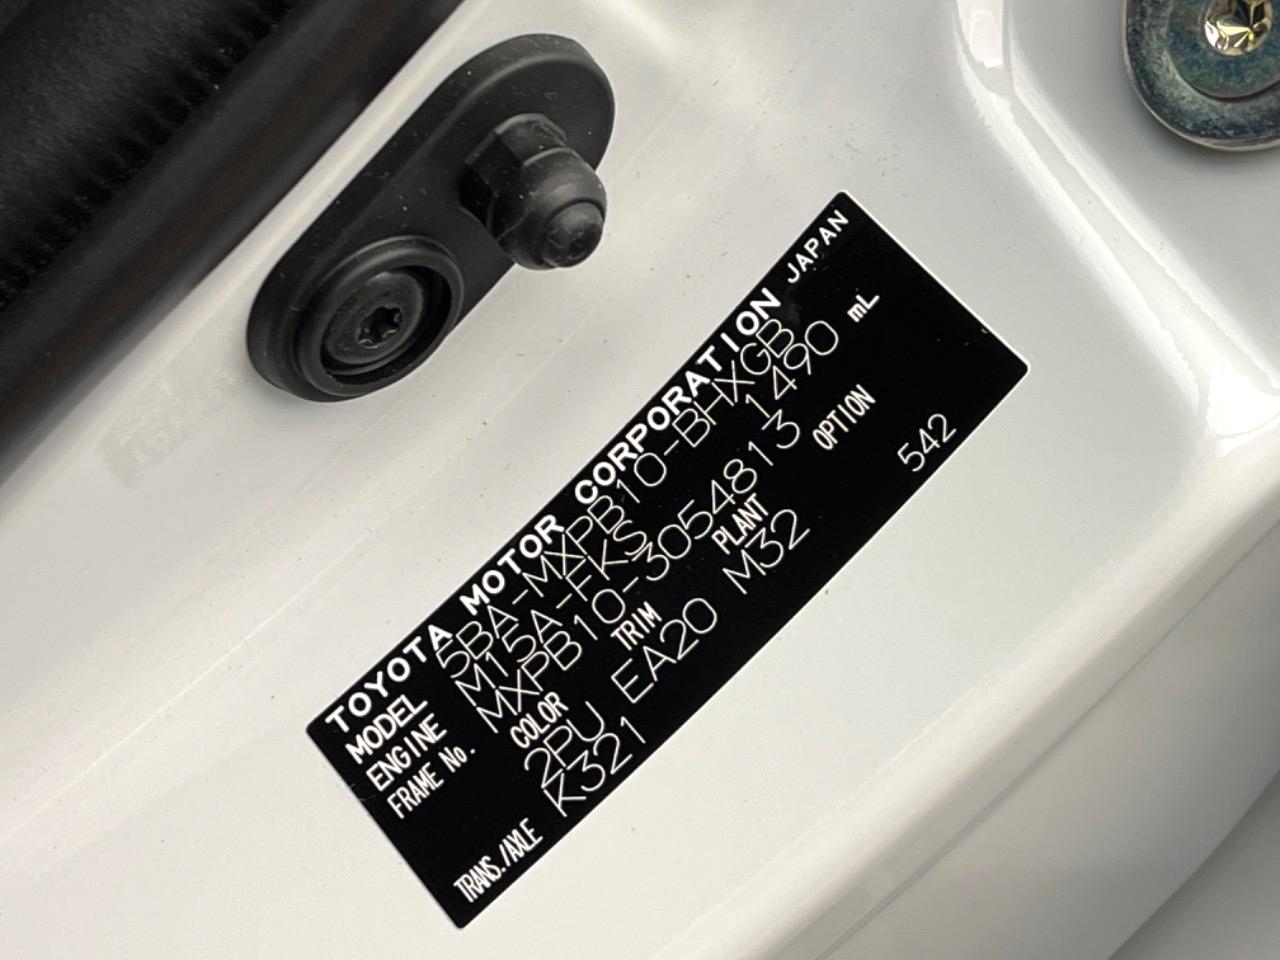 TOYOTA MOTOR CORPORATION JAPAN
MODEL 5BA-MXPB10-BHXGB
ENGINE M15A-FKS 1490 mL
FRAME No. MXPB10-3054813
COLOR TRIM PLANT OPTION
2PU EA20 M32 542
TRANS./AXLE K321